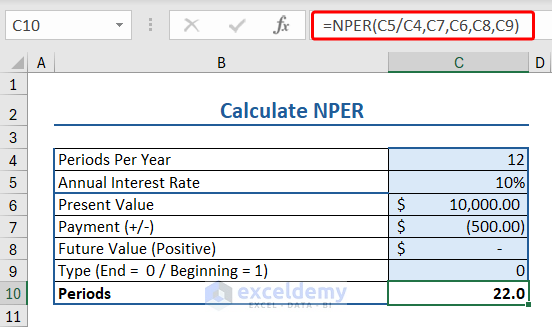 C10 fx =NPER(C5/C4,C7,C6,C8,C9)
A B C D
1
2 Calculate NPER
3
4 Periods Per Year 12
5 Annual Interest Rate 10%
6 Present Value $ 10,000.00
7 Payment (+/-) $ (500.00)
8 Future Value (Positive) $ -
9 Type (End = 0 / Beginning = 1) 0
10 Periods 22.0
exceldemy
EXCEL - DATA - BI
11